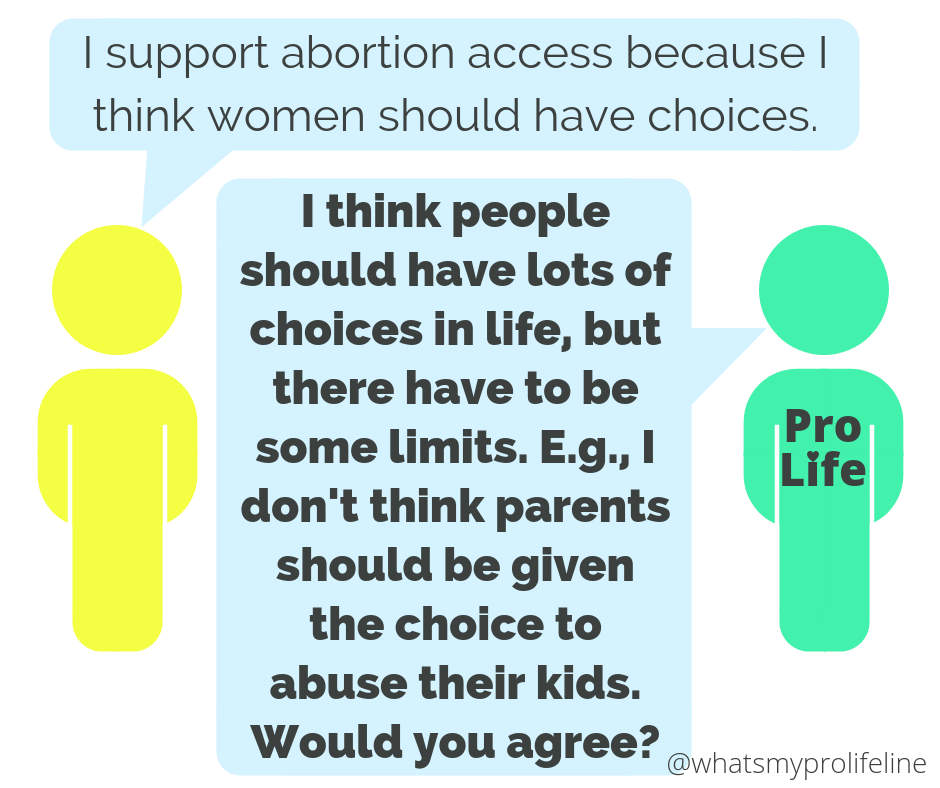 I support abortion access because I
think women should have choices.
I think people
should have lots of
choices in life, but
there have to be
some limits. E.g., I
don't think parents
should be given
the choice to
abuse their kids.
Would you agree?
Pro
Life
@whatsmyprolifeline